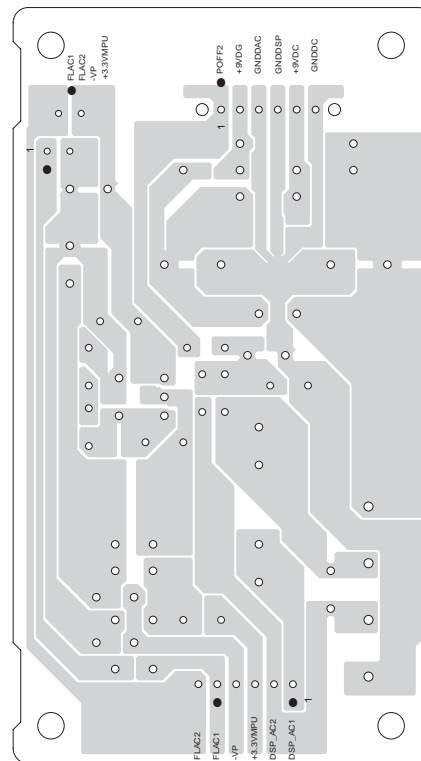 FLAC1
FLAC2
-VP
+3.3VMPU
POFF2
+9VDG
GNDDAC
GNDDSP
+9VDC
GNDDC
1
1
FLAC2
FLAC1
-VP
+3.3VMPU
DSP_AC2
DSP_AC1
1